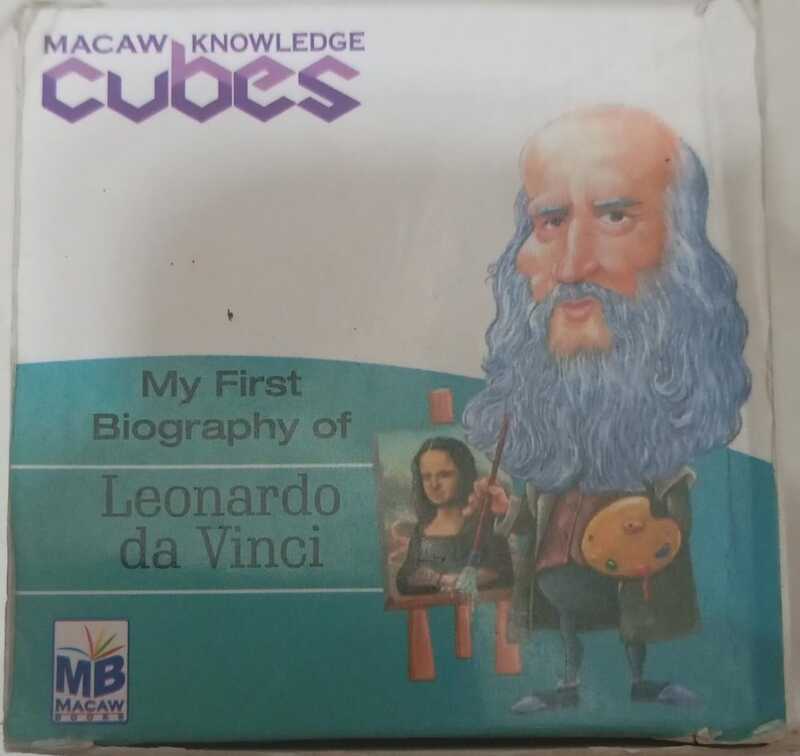 MACAW KNOWLEDGE
cubes
My First
Biography of
Leonardo
da Vinci
MB
MACAW
BOOKS